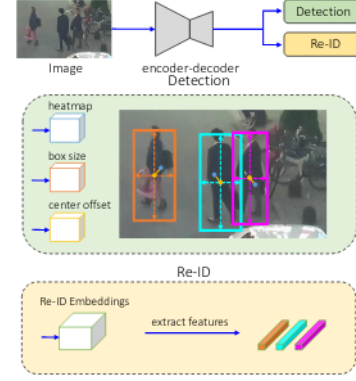 Detection
Re-ID
Image
encoder-decoder
Detection
heatmap
box size
center offset
Re-ID
Re-ID Embeddings
extract features